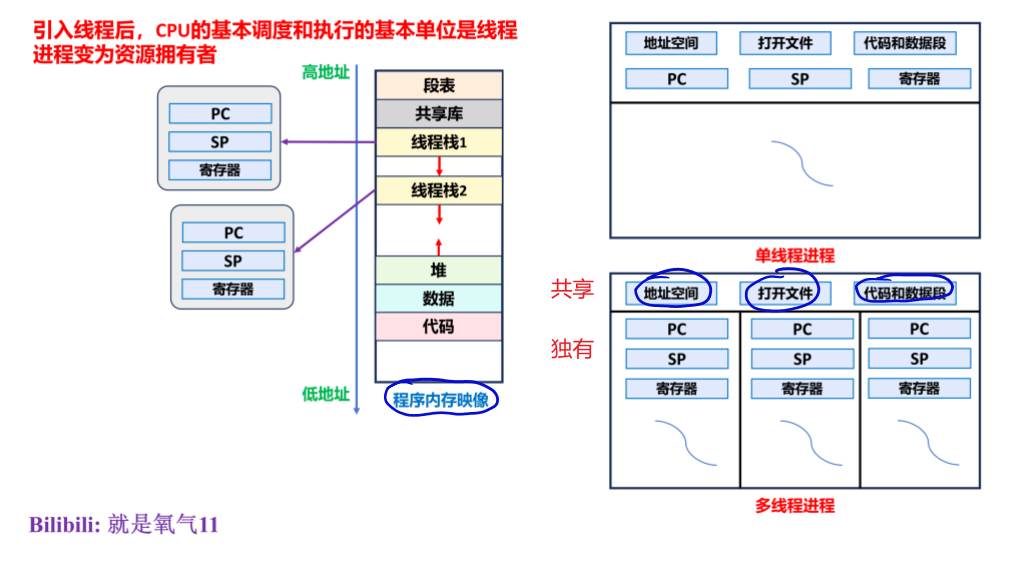 引入线程后，CPU的基本调度和执行的基本单位是线程
进程变为资源拥有者
高地址
段表
共享库
线程栈1
线程栈2
堆
数据
代码
低地址
程序内存映像
PC
SP
寄存器
PC
SP
寄存器
地址空间 打开文件 代码和数据段
PC SP 寄存器
单线程进程
共享 地址空间 打开文件 代码和数据段
独有
PC PC PC
SP SP SP
寄存器 寄存器 寄存器
多线程进程
Bilibili: 就是氧气11